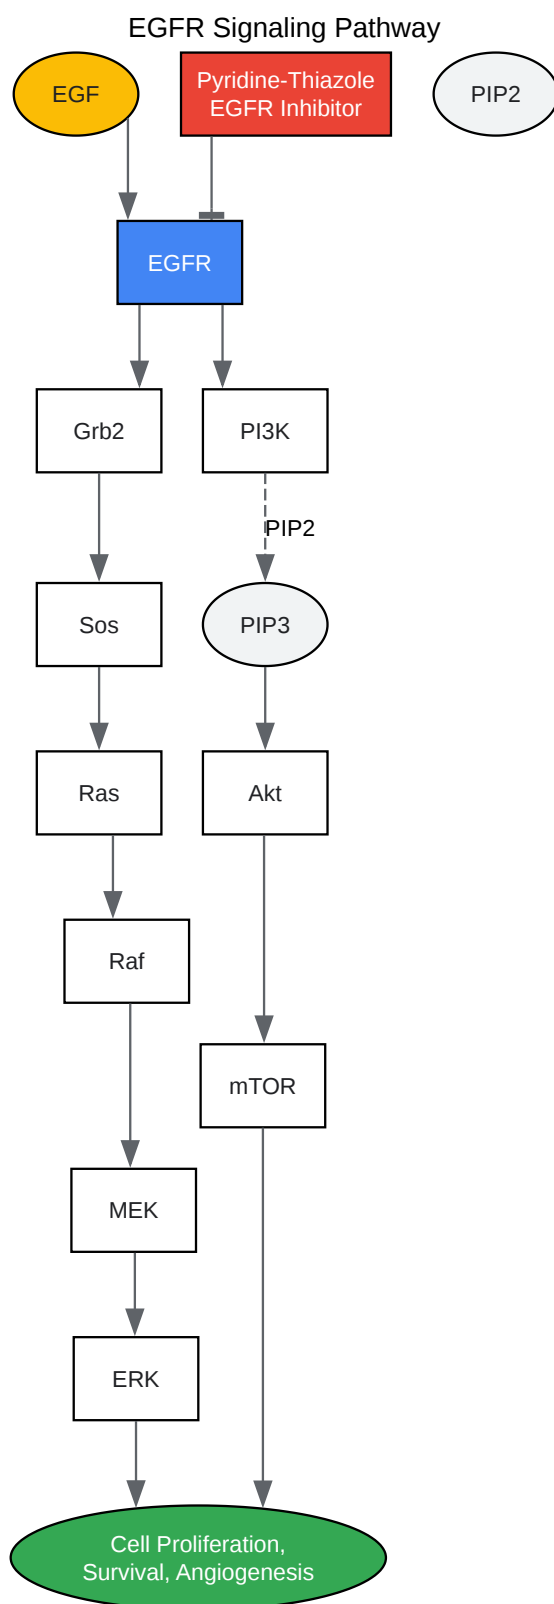 EGFR Signaling Pathway
EGF
Pyridine-Thiazole
EGFR Inhibitor
PIP2
EGFR
Grb2
PI3K
PIP2
Sos
PIP3
Ras
Akt
Raf
mTOR
MEK
ERK
Cell Proliferation,
Survival, Angiogenesis